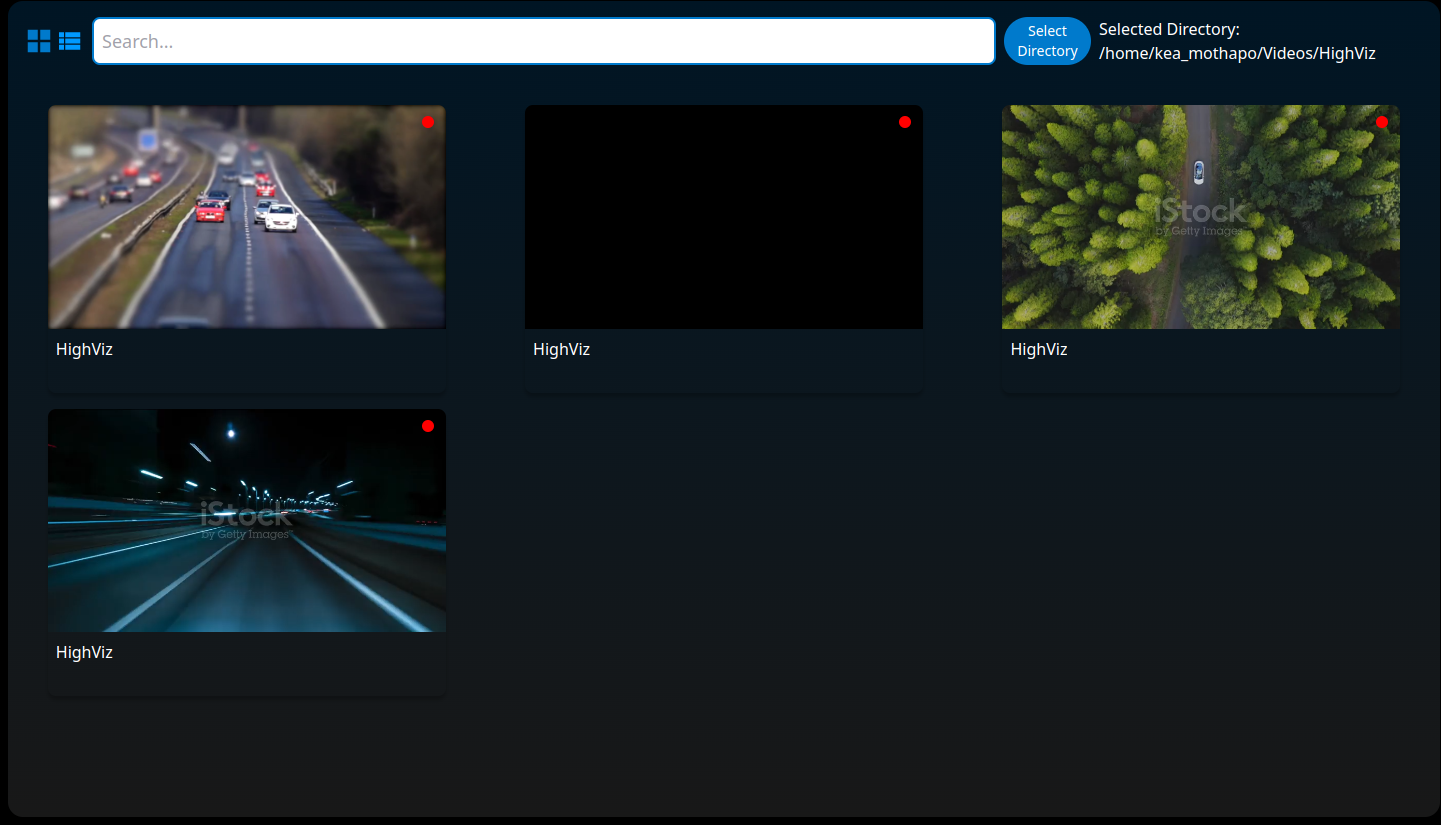 Search...
Select
Directory
Selected Directory:
/home/kea_mothapo/Videos/HighViz
iStock
by Getty Images
HighViz
HighViz
HighViz
iStock
by Getty Images
HighViz